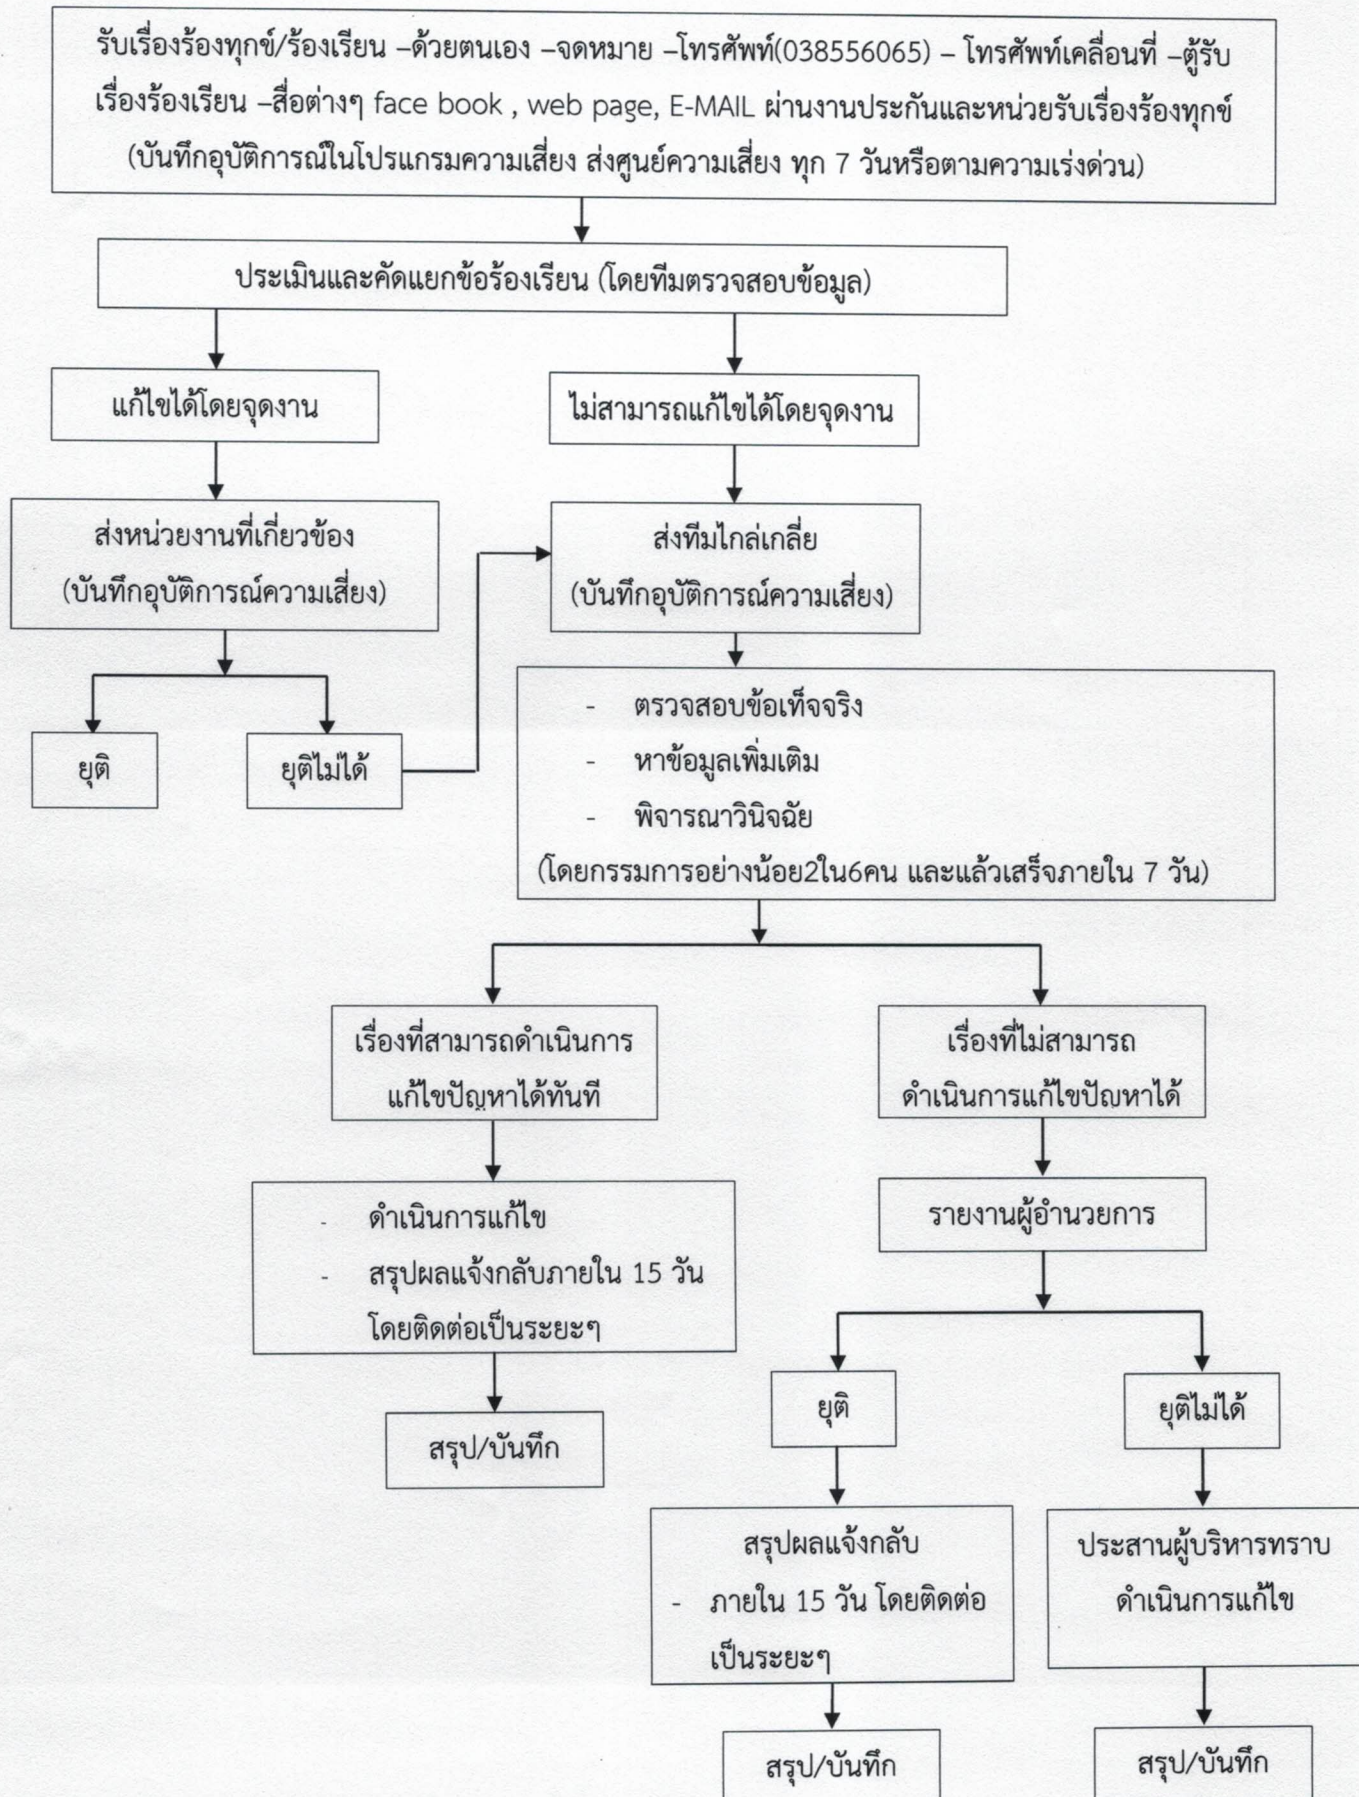 รับเรื่องร้องทุกข์/ร้องเรียน –ด้วยตนเอง –จดหมาย –โทรศัพท์(038556065) – โทรศัพท์เคลื่อนที่ –ตู้รับ
เรื่องร้องเรียน –สื่อต่างๆ face book , web page, E-MAIL ผ่านงานประกันและหน่วยรับเรื่องร้องทุกข์
(บันทึกอุบัติการณ์ในโปรแกรมความเสี่ยง ส่งศูนย์ความเสี่ยง ทุก 7 วันหรือตามความเร่งด่วน)
ประเมินและคัดแยกข้อร้องเรียน (โดยทีมตรวจสอบข้อมูล)
แก้ไขได้โดยจุดงาน
ไม่สามารถแก้ไขได้โดยจุดงาน
ส่งหน่วยงานที่เกี่ยวข้อง
(บันทึกอุบัติการณ์ความเสี่ยง)
ส่งทีมไกล่เกลี่ย
(บันทึกอุบัติการณ์ความเสี่ยง)
ยุติ
ยุติไม่ได้
- ตรวจสอบข้อเท็จจริง
- หาข้อมูลเพิ่มเติม
- พิจารณาวินิจฉัย
(โดยกรรมการอย่างน้อย2ใน6คน และแล้วเสร็จภายใน 7 วัน)
เรื่องที่สามารถดำเนินการ
แก้ไขปัญหาได้ทันที
เรื่องที่ไม่สามารถ
ดำเนินการแก้ไขปัญหาได้
- ดำเนินการแก้ไข
- สรุปผลแจ้งกลับภายใน 15 วัน
โดยติดต่อเป็นระยะๆ
รายงานผู้อำนวยการ
สรุป/บันทึก
ยุติ
ยุติไม่ได้
สรุปผลแจ้งกลับ
- ภายใน 15 วัน โดยติดต่อ
เป็นระยะๆ
ประสานผู้บริหารทราบ
ดำเนินการแก้ไข
สรุป/บันทึก
สรุป/บันทึก